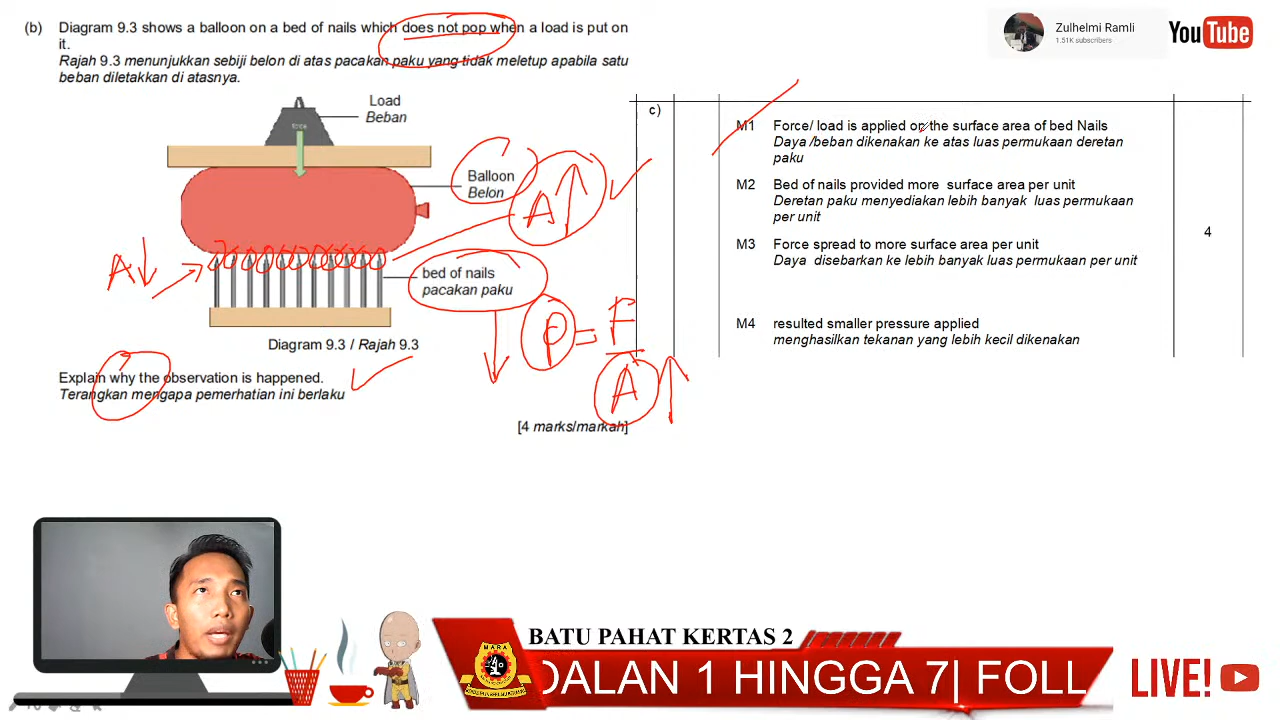 (b) Diagram 9.3 shows a balloon on a bed of nails which does not pop when a load is put on
it.
Rajah 9.3 menunjukkan sebiji belon di atas pacakan paku yang tidak meletup apabila satu
beban diletakkan di atasnya.
Load
Beban
force
Balloon
Belon
A↑
A↓
bed of nails
pacakan paku
P = F
A ↑
Diagram 9.3 / Rajah 9.3
Explain why the observation is happened.
Terangkan mengapa pemerhatian ini berlaku
[4 marks/markah]
Zulhelmi Ramli
1.51K subscribers
YouTube
c)
M1 Force/ load is applied on the surface area of bed Nails
Daya /beban dikenakan ke atas luas permukaan deretan
paku
M2 Bed of nails provided more surface area per unit
Deretan paku menyediakan lebih banyak luas permukaan
per unit
M3 Force spread to more surface area per unit
Daya disebarkan ke lebih banyak luas permukaan per unit
4
M4 resulted smaller pressure applied
menghasilkan tekanan yang lebih kecil dikenakan
BATU PAHAT KERTAS 2
MARA
OALAN 1 HINGGA 7| FOLL
LIVE!